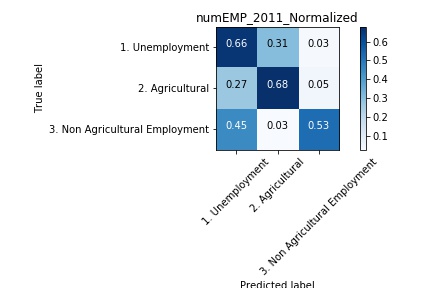 numEMP_2011_Normalized
True label
1. Unemployment
0.66 0.31 0.03
2. Agricultural
0.27 0.68 0.05
3. Non Agricultural Employment
0.45 0.03 0.53
0.6
0.5
0.4
0.3
0.2
0.1
1. Unemployment
2. Agricultural
3. Non Agricultural Employment
Predicted label